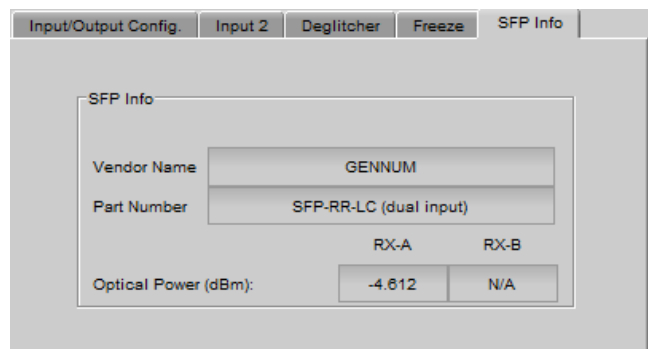 Input/Output Config. Input 2 Deglitcher Freeze SFP Info
SFP Info
Vendor Name GENNUM
Part Number SFP-RR-LC (dual input)
RX-A RX-B
Optical Power (dBm): -4.612 N/A